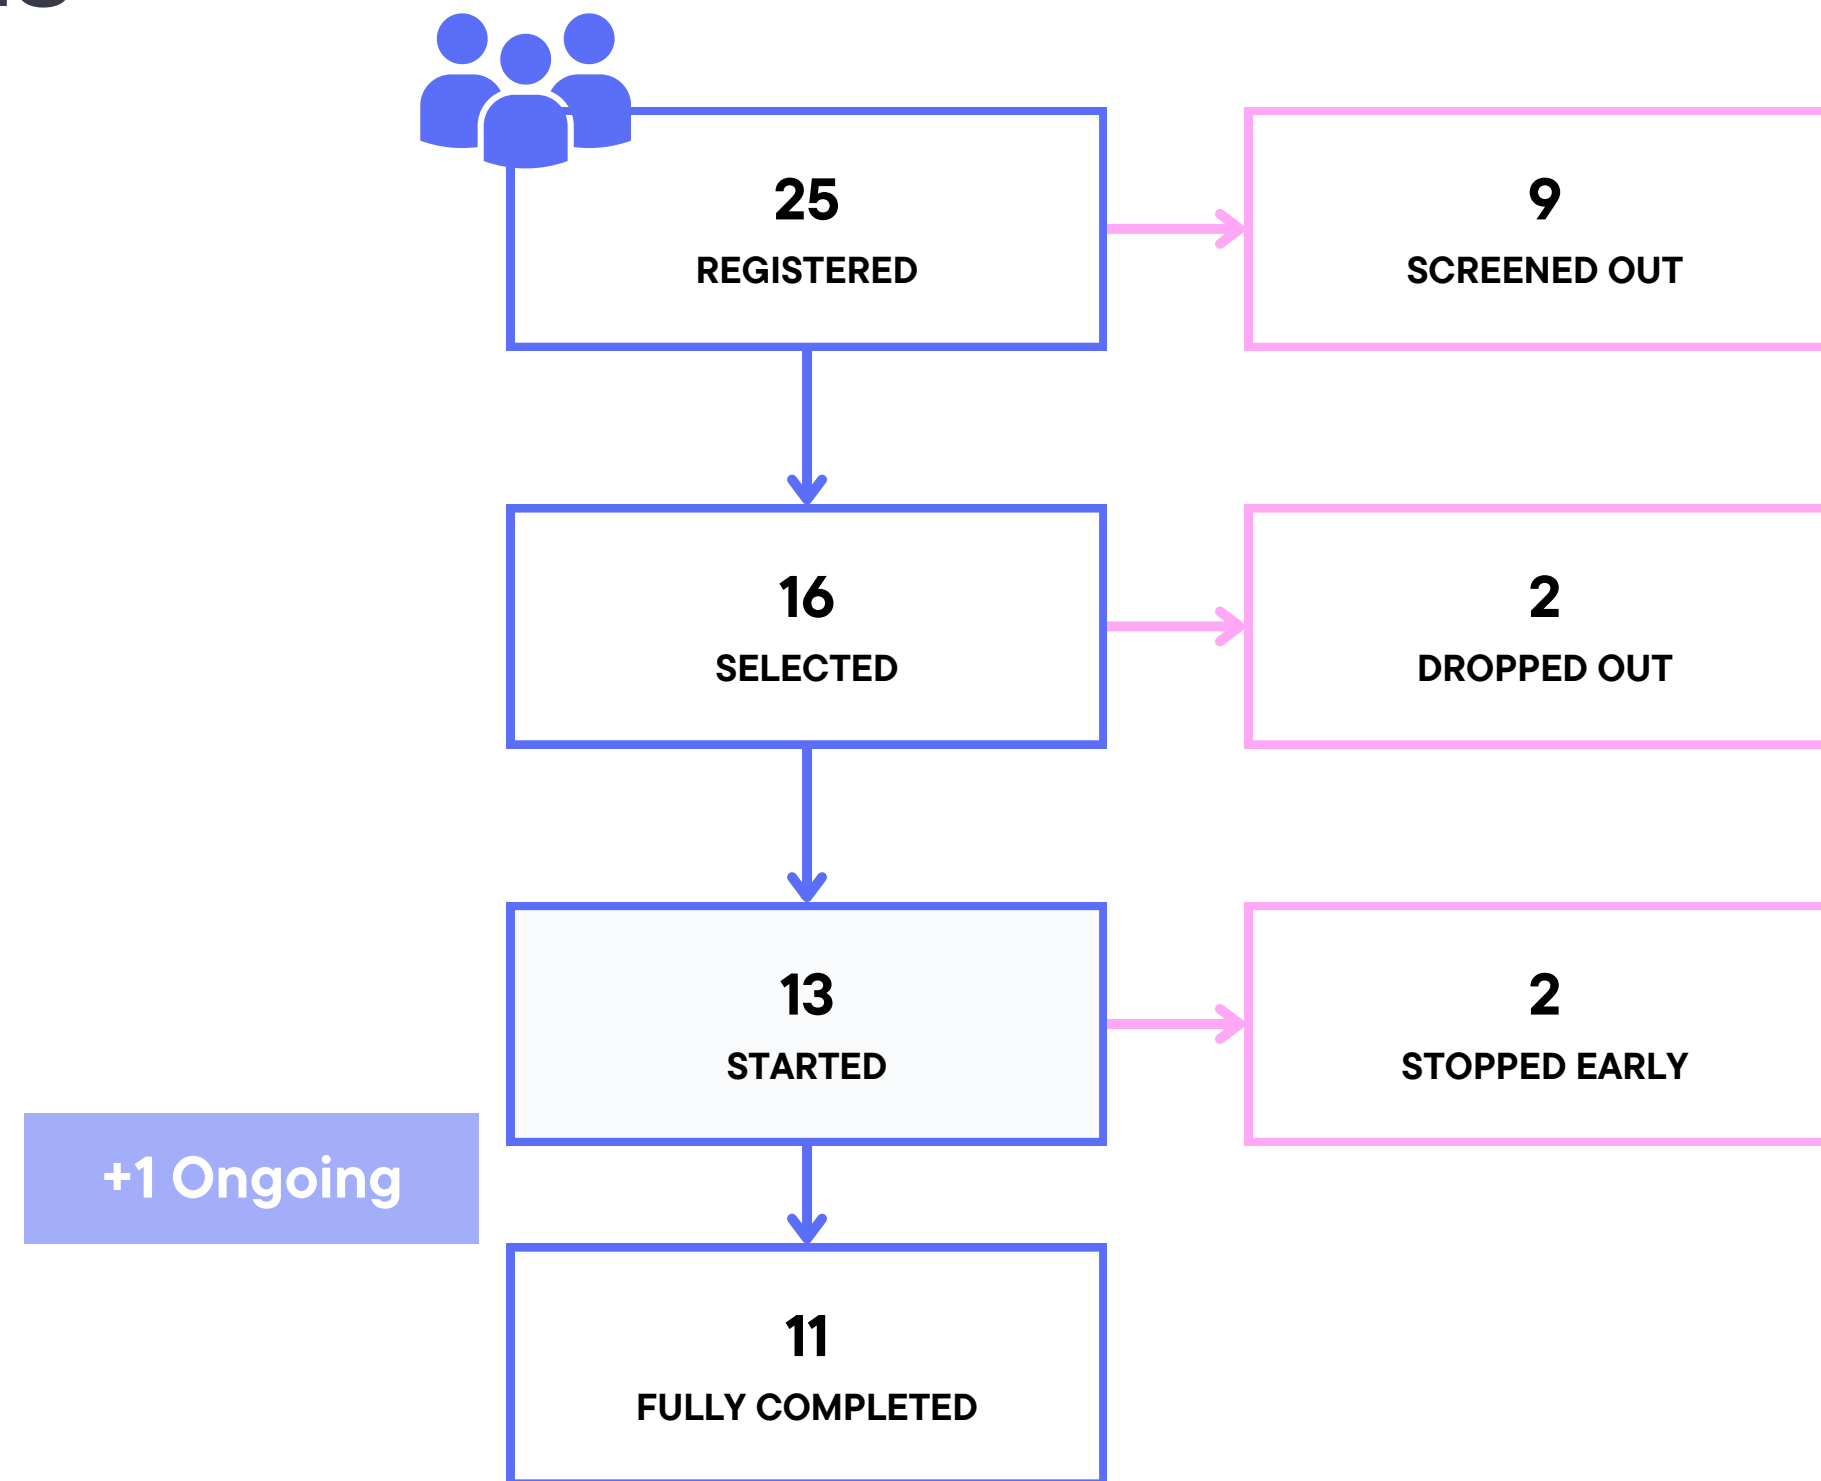 25
REGISTERED
9
SCREENED OUT
16
SELECTED
2
DROPPED OUT
13
STARTED
2
STOPPED EARLY
+1 Ongoing
11
FULLY COMPLETED